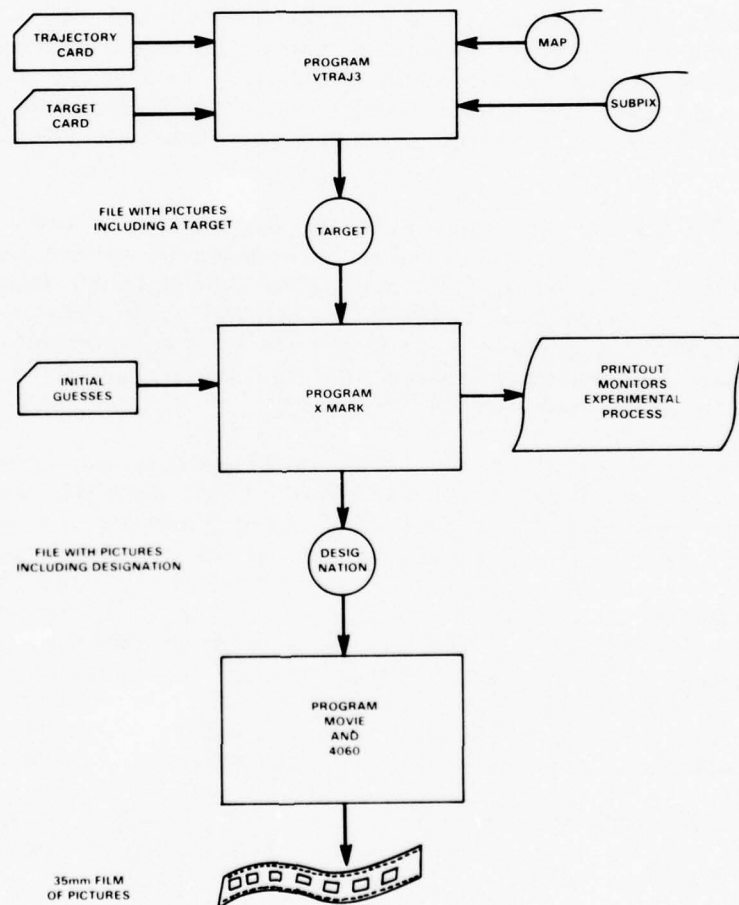 TRAJECTORY
CARD
PROGRAM
VTRAJ3
MAP
TARGET
CARD
SUBPIX
FILE WITH PICTURES
INCLUDING A TARGET
TARGET
INITIAL
GUESSES
PROGRAM
X MARK
PRINTOUT
MONITORS
EXPERIMENTAL
PROCESS
FILE WITH PICTURES
INCLUDING DESIGNATION
DESIG
NATION
PROGRAM
MOVIE
AND
4060
35mm FILM
OF PICTURES